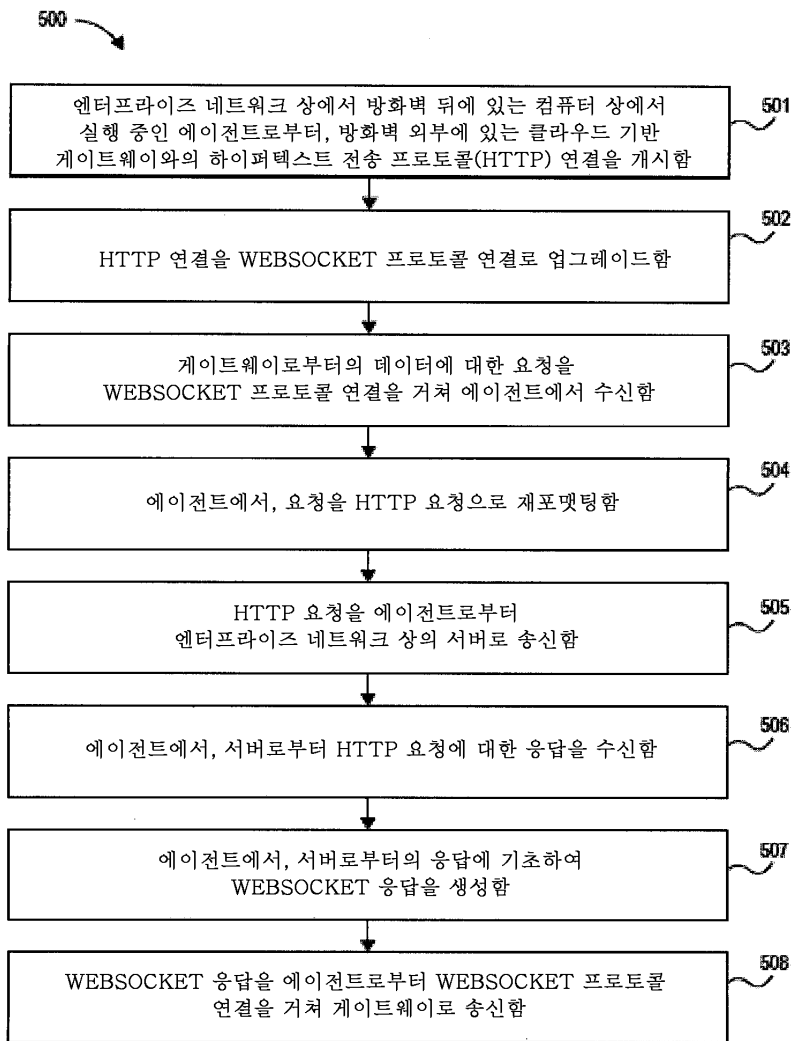 500
엔터프라이즈 네트워크 상에서 방화벽 뒤에 있는 컴퓨터 상에서
실행 중인 에이전트로부터, 방화벽 외부에 있는 클라우드 기반
게이트웨이와의 하이퍼텍스트 전송 프로토콜(HTTP) 연결을 개시함
501
HTTP 연결을 WEBSOCKET 프로토콜 연결로 업그레이드함
502
게이트웨이로부터의 데이터에 대한 요청을
WEBSOCKET 프로토콜 연결을 거쳐 에이전트에서 수신함
503
에이전트에서, 요청을 HTTP 요청으로 재포맷팅함
504
HTTP 요청을 에이전트로부터
엔터프라이즈 네트워크 상의 서버로 송신함
505
에이전트에서, 서버로부터 HTTP 요청에 대한 응답을 수신함
506
에이전트에서, 서버로부터의 응답에 기초하여
WEBSOCKET 응답을 생성함
507
WEBSOCKET 응답을 에이전트로부터 WEBSOCKET 프로토콜
연결을 거쳐 게이트웨이로 송신함
508